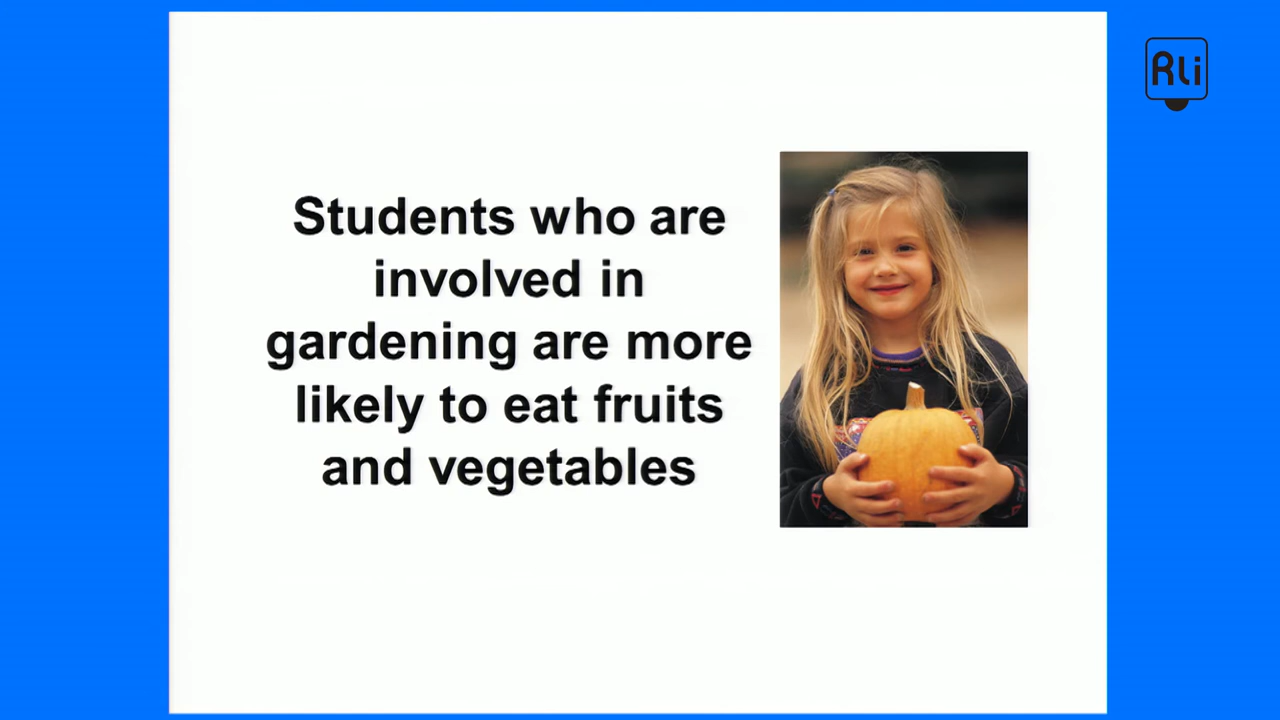 RLi
Students who are
involved in
gardening are more
likely to eat fruits
and vegetables